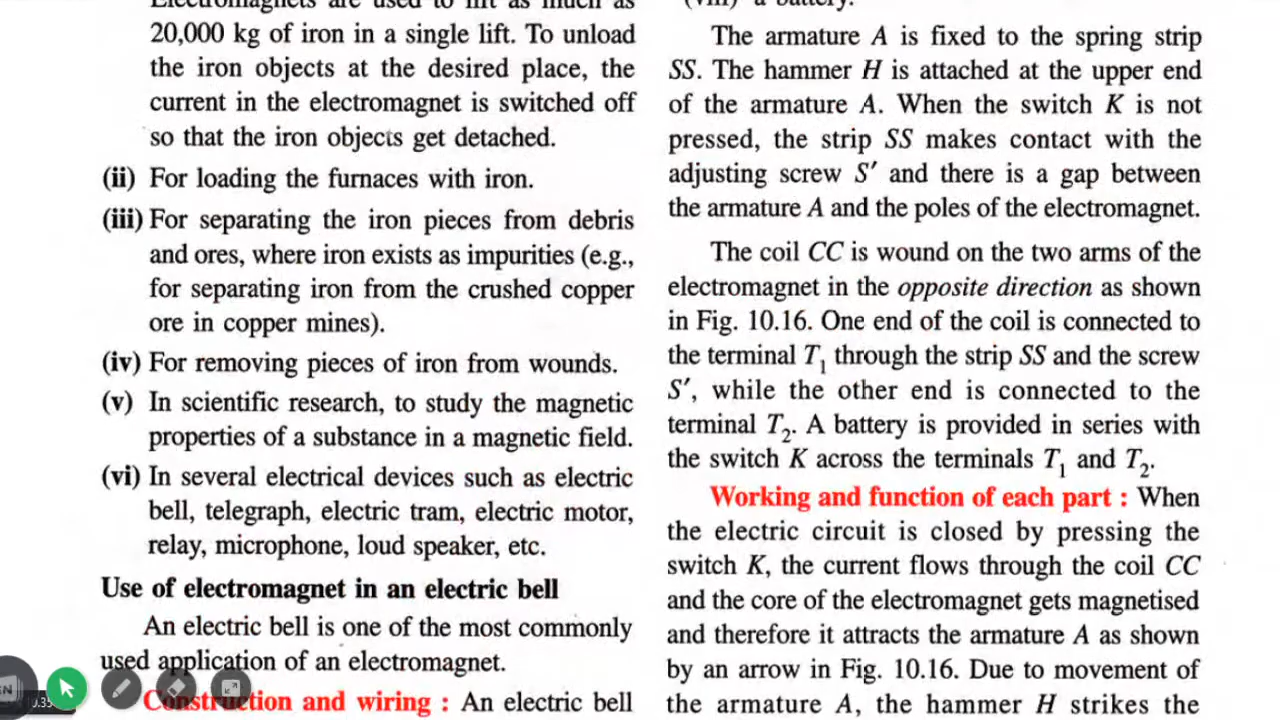 Electromagnets are used to lift as much as
20,000 kg of iron in a single lift. To unload
the iron objects at the desired place, the
current in the electromagnet is switched off
so that the iron objects get detached.
(ii) For loading the furnaces with iron.
(iii) For separating the iron pieces from debris
and ores, where iron exists as impurities (e.g.,
for separating iron from the crushed copper
ore in copper mines).
(iv) For removing pieces of iron from wounds.
(v) In scientific research, to study the magnetic
properties of a substance in a magnetic field.
(vi) In several electrical devices such as electric
bell, telegraph, electric tram, electric motor,
relay, microphone, loud speaker, etc.
Use of electromagnet in an electric bell
An electric bell is one of the most commonly
used application of an electromagnet.
Construction and wiring : An electric bell
(viii) a battery.
The armature A is fixed to the spring strip
SS. The hammer H is attached at the upper end
of the armature A. When the switch K is not
pressed, the strip SS makes contact with the
adjusting screw S′ and there is a gap between
the armature A and the poles of the electromagnet.
The coil CC is wound on the two arms of the
electromagnet in the opposite direction as shown
in Fig. 10.16. One end of the coil is connected to
the terminal T₁ through the strip SS and the screw
S′, while the other end is connected to the
terminal T₂. A battery is provided in series with
the switch K across the terminals T₁ and T₂.
Working and function of each part : When
the electric circuit is closed by pressing the
switch K, the current flows through the coil CC
and the core of the electromagnet gets magnetised
and therefore it attracts the armature A as shown
by an arrow in Fig. 10.16. Due to movement of
the armature A, the hammer H strikes the